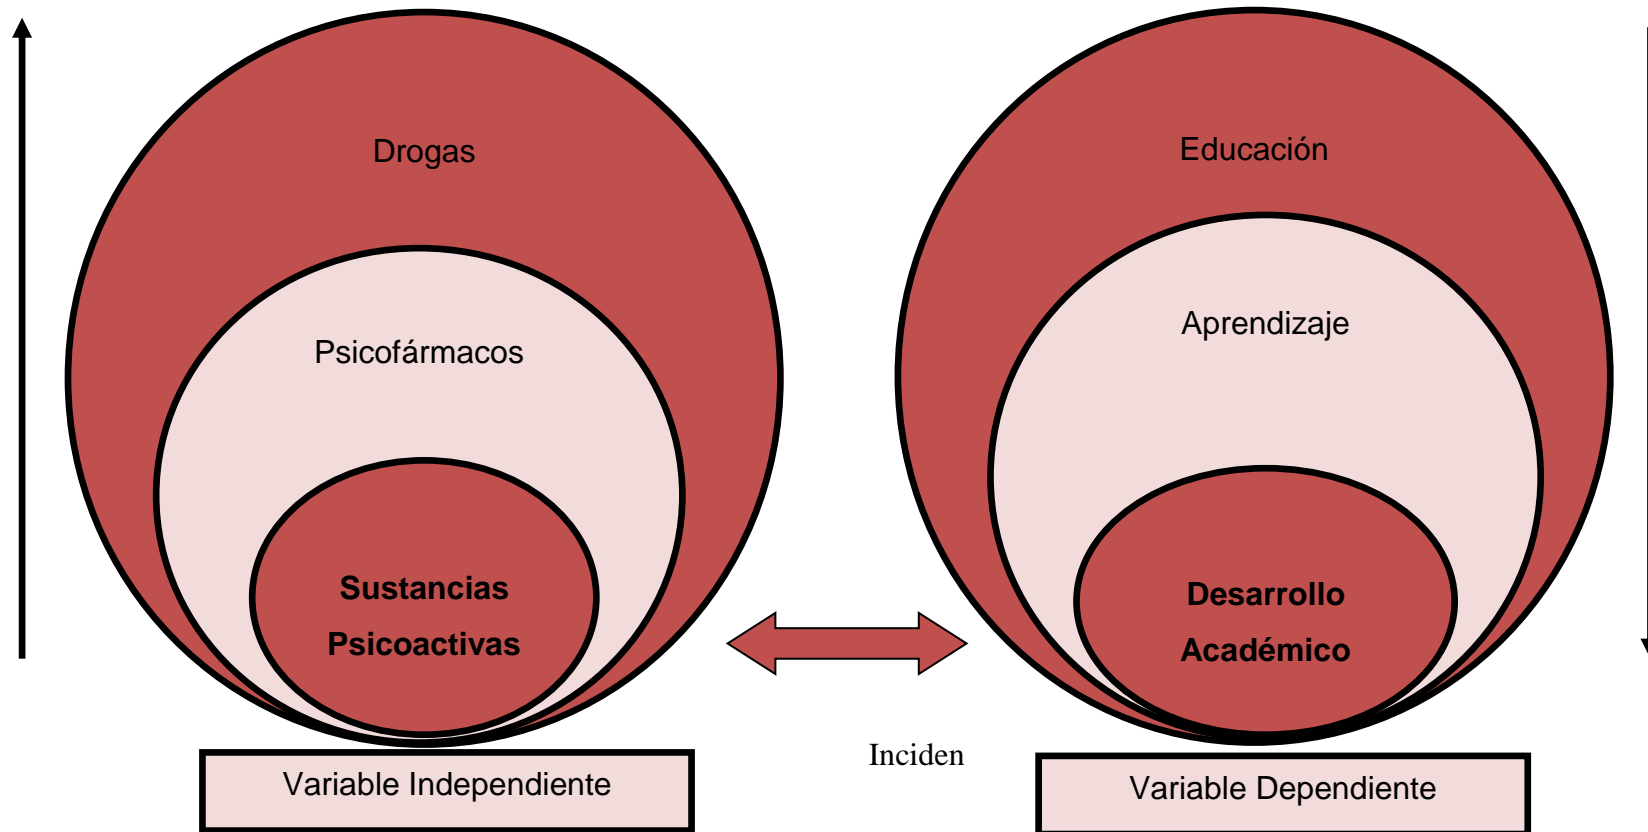 Drogas
Psicofármacos
Sustancias
Psicoactivas
Variable Independiente
Inciden
Educación
Aprendizaje
Desarrollo
Académico
Variable Dependiente